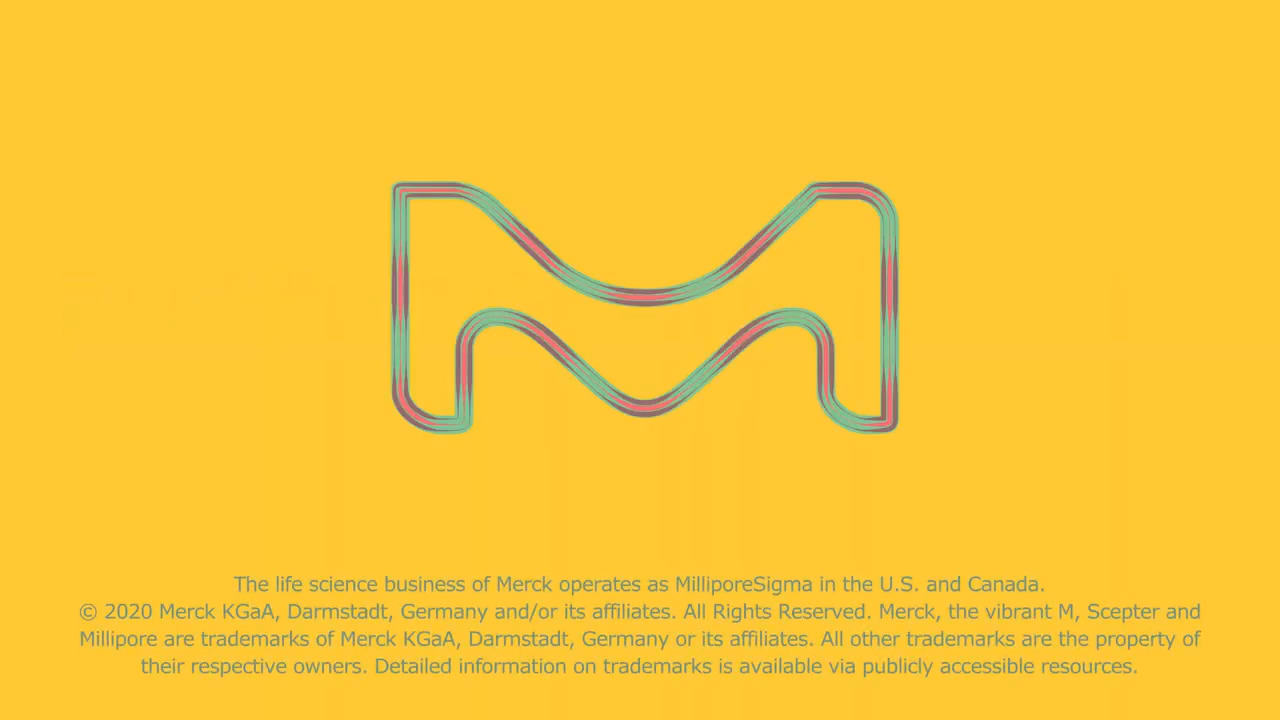 The life science business of Merck operates as MilliporeSigma in the U.S. and Canada.
© 2020 Merck KGaA, Darmstadt, Germany and/or its affiliates. All Rights Reserved. Merck, the vibrant M, Scepter and
Millipore are trademarks of Merck KGaA, Darmstadt, Germany or its affiliates. All other trademarks are the property of
their respective owners. Detailed information on trademarks is available via publicly accessible resources.